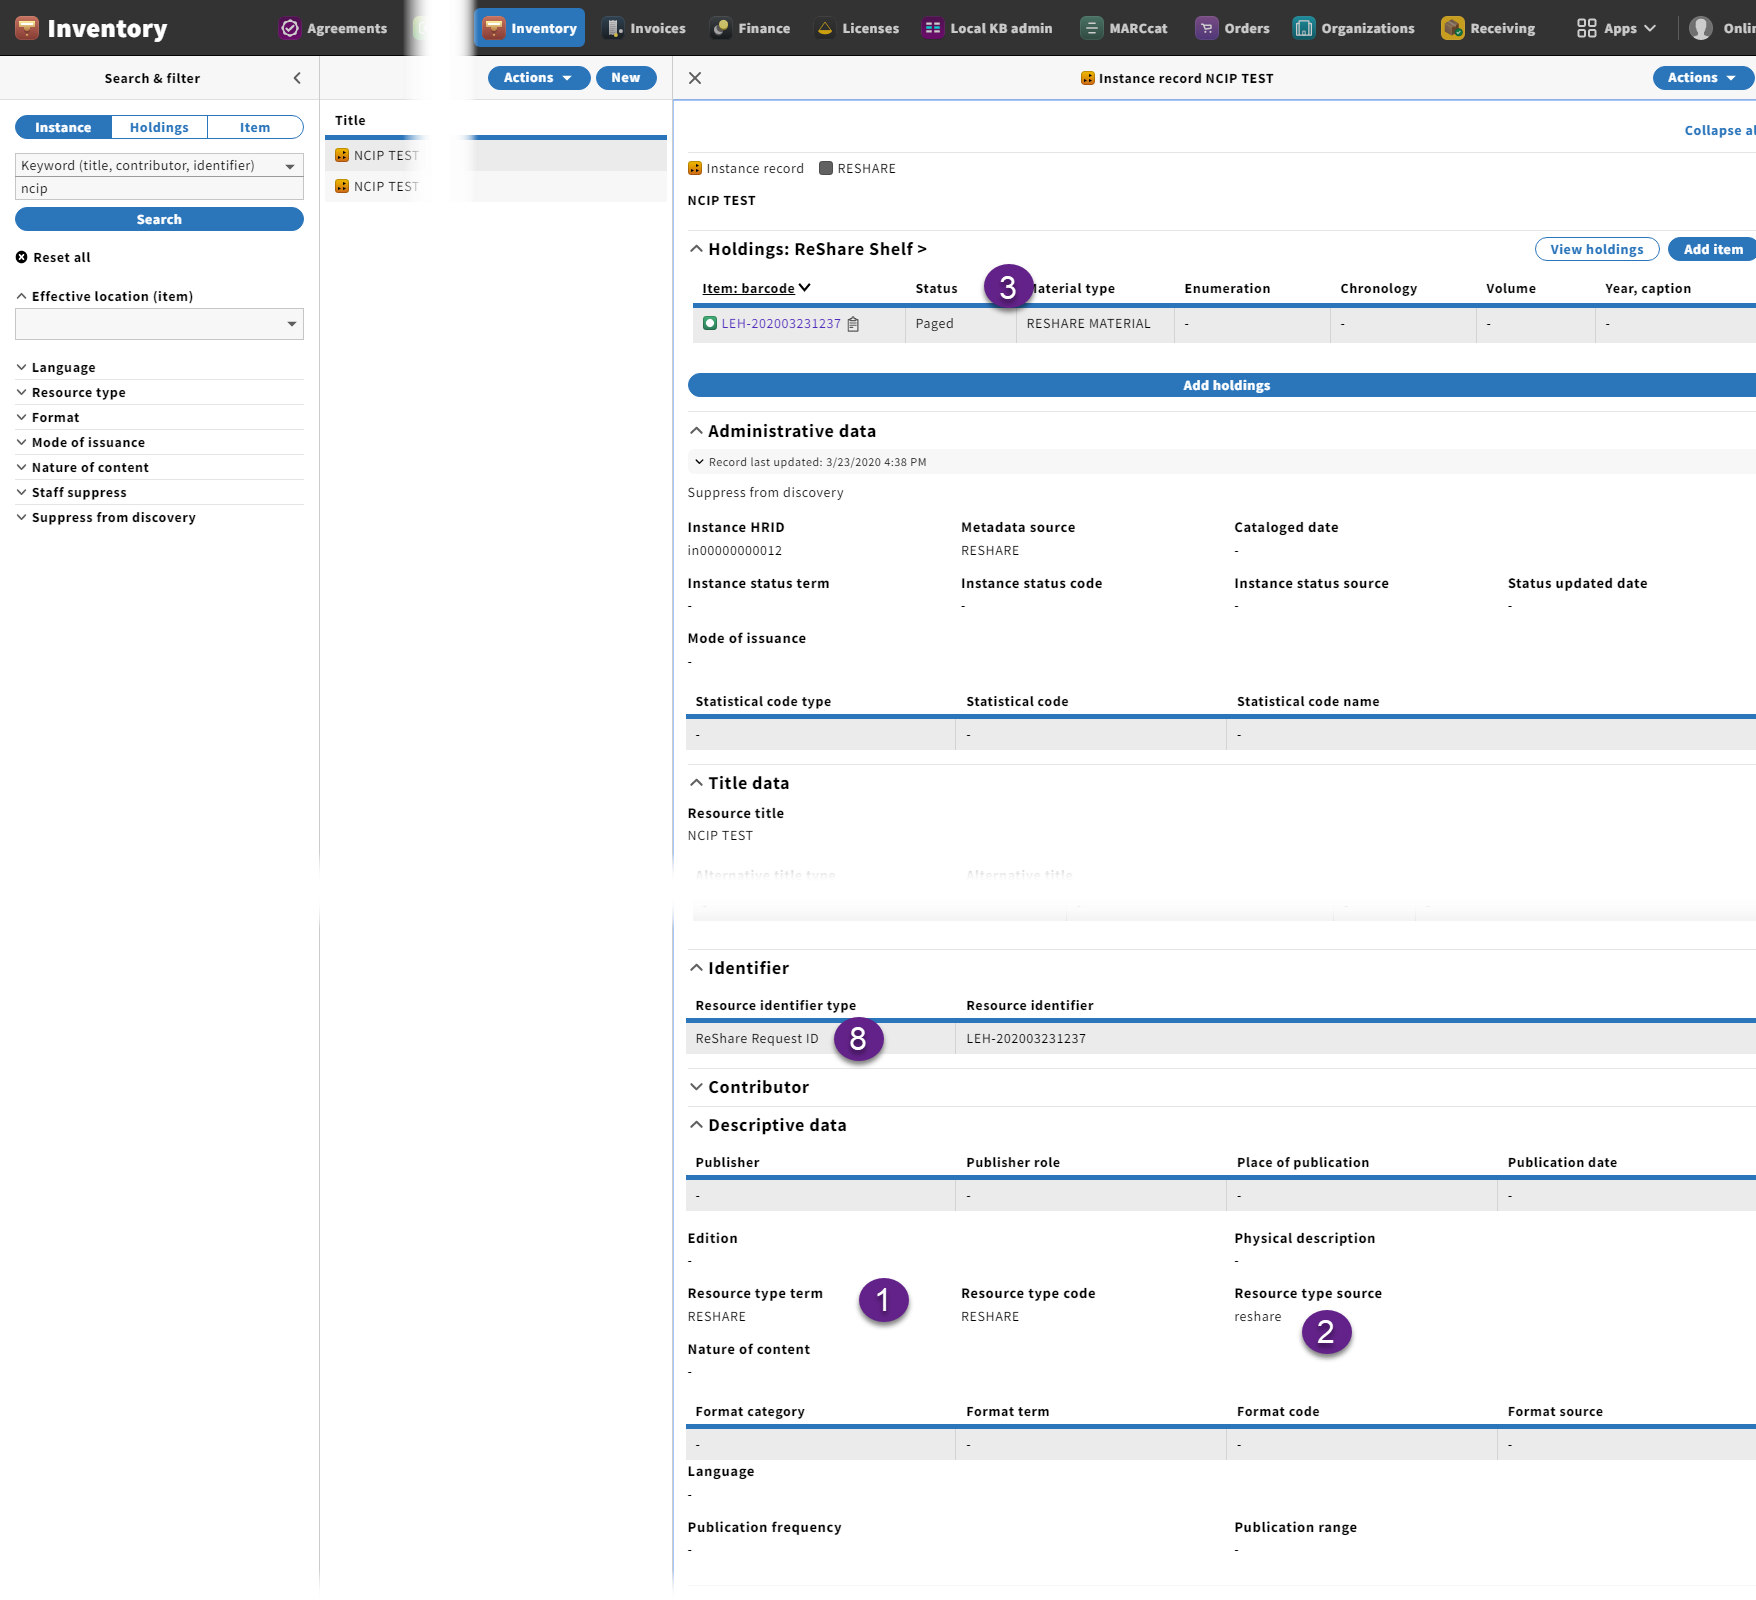 Inventory
Agreements
Inventory
Invoices
Finance
Licenses
Local KB admin
MARCcat
Orders
Organizations
Receiving
Apps
Search & filter
Actions
New
Instance record NCIP TEST
Actions
Instance Holdings Item
Keyword (title, contributor, identifier)
ncip
Search
Reset all
Effective location (item)
Language
Resource type
Format
Mode of issuance
Nature of content
Staff suppress
Suppress from discovery
Title
NCIP TEST
NCIP TEST
Collapse al
Instance record RESHARE
NCIP TEST
Holdings: ReShare Shelf >
View holdings
Add item
Item: barcode Status 3 aterial type Enumeration Chronology Volume Year, caption
LEH-202003231237 Paged RESHARE MATERIAL - - - -
Add holdings
Administrative data
Record last updated: 3/23/2020 4:38 PM
Suppress from discovery
Instance HRID Metadata source Cataloged date
in00000000012 RESHARE -
Instance status term Instance status code Instance status source Status updated date
- - - -
Mode of issuance
-
Statistical code type Statistical code Statistical code name
- - -
Title data
Resource title
NCIP TEST
Alternative title type Alternative title
- - - -
Identifier
Resource identifier type Resource identifier
ReShare Request ID 8 LEH-202003231237
Contributor
Descriptive data
Publisher Publisher role Place of publication Publication date
- - - -
Edition Physical description
- -
Resource type term 1 Resource type code Resource type source
RESHARE RESHARE reshare 2
Nature of content
-
Format category Format term Format code Format source
- - - -
Language
-
Publication frequency Publication range
- -